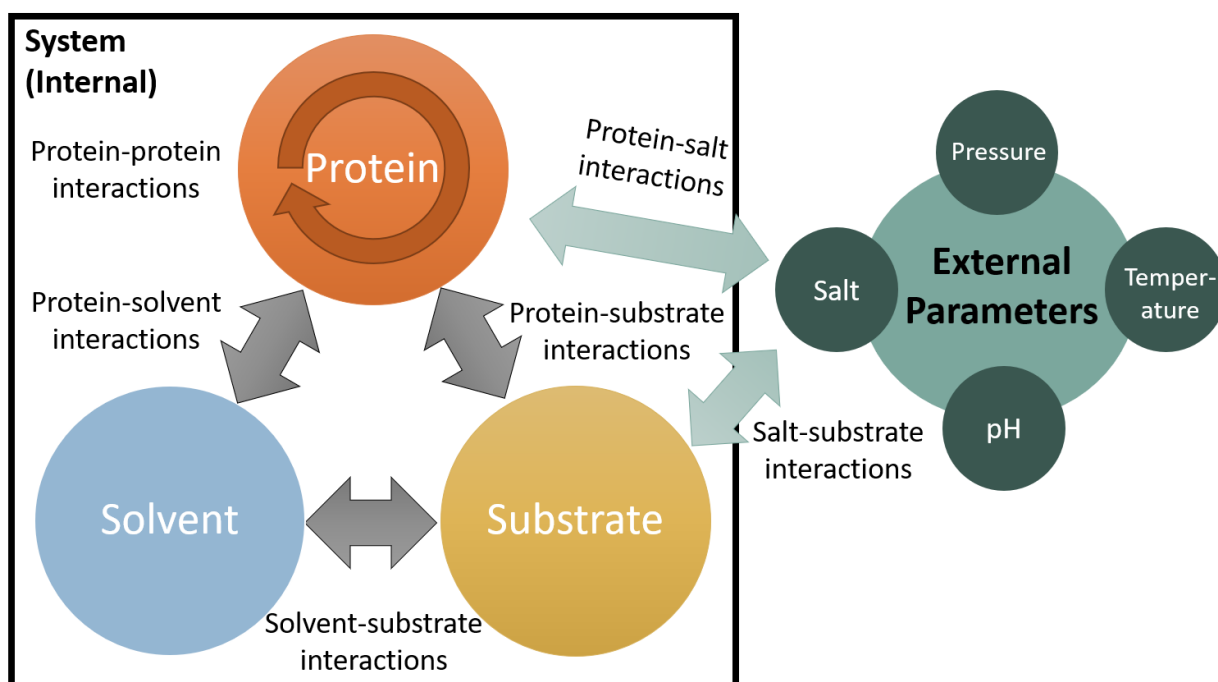 System
(Internal)
Protein-protein
interactions
Protein
Protein-salt
interactions
Pressure
Salt
External
Parameters
Temper-
ature
pH
Protein-solvent
interactions
Protein-substrate
interactions
Salt-substrate
interactions
Solvent
Substrate
Solvent-substrate
interactions